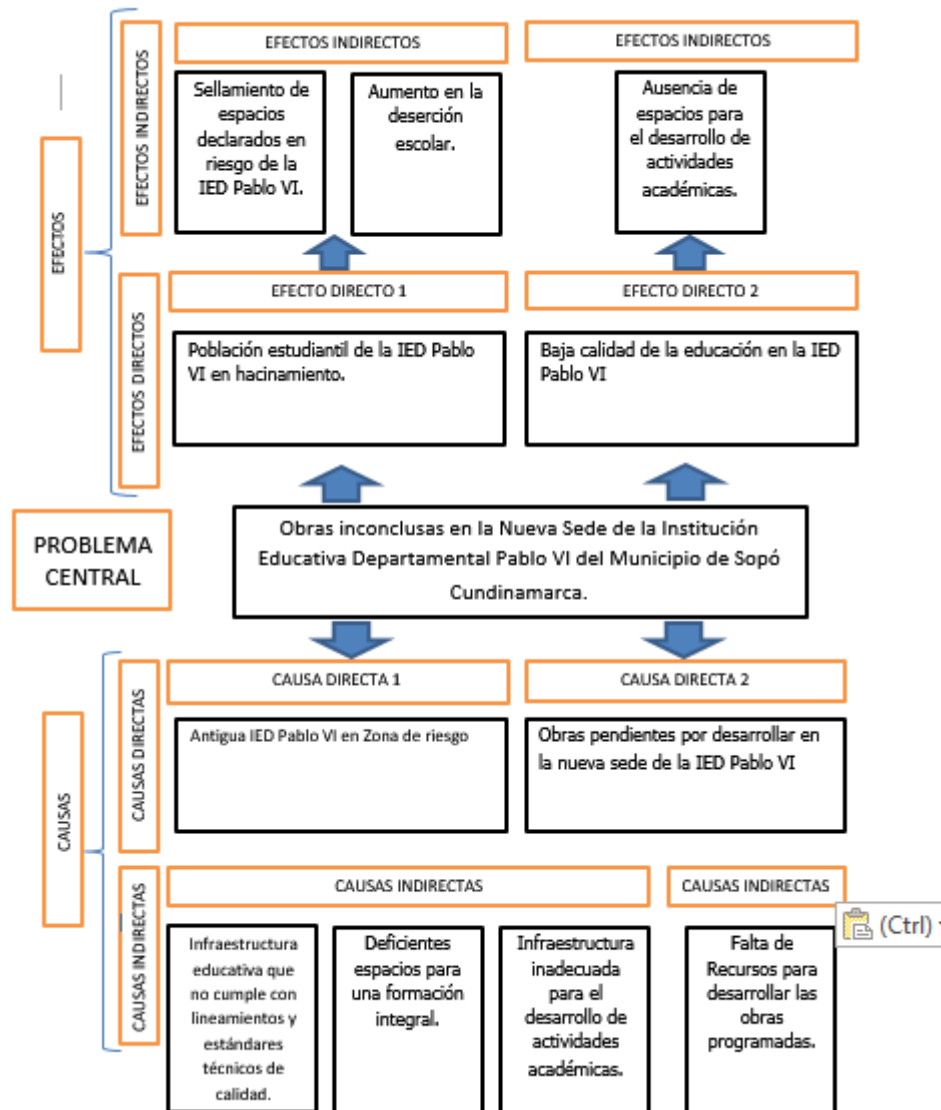 EFECTOS
EFECTOS INDIRECTOS
EFECTOS INDIRECTOS
Sellamiento de
espacios
declarados en
riesgo de la
IED Pablo VI.
Aumento en la
deserción
escolar.
EFECTOS INDIRECTOS
Ausencia de
espacios para
el desarrollo de
actividades
académicas.
EFECTOS DIRECTOS
EFECTO DIRECTO 1
Población estudiantil de la IED Pablo
VI en hacinamiento.
EFECTO DIRECTO 2
Baja calidad de la educación en la IED
Pablo VI
PROBLEMA
CENTRAL
Obras inconclusas en la Nueva Sede de la Institución
Educativa Departamental Pablo VI del Municipio de Sopó
Cundinamarca.
CAUSAS
CAUSAS DIRECTAS
CAUSA DIRECTA 1
Antigua IED Pablo VI en Zona de riesgo
CAUSA DIRECTA 2
Obras pendientes por desarrollar en
la nueva sede de la IED Pablo VI
CAUSAS INDIRECTAS
CAUSAS INDIRECTAS
Infraestructura
educativa que
no cumple con
lineamientos y
estándares
técnicos de
calidad.
Deficientes
espacios para
una formación
integral.
Infraestructura
inadecuada
para el
desarrollo de
actividades
académicas.
CAUSAS INDIRECTAS
Falta de
Recursos para
desarrollar las
obras
programadas.
(Ctrl)